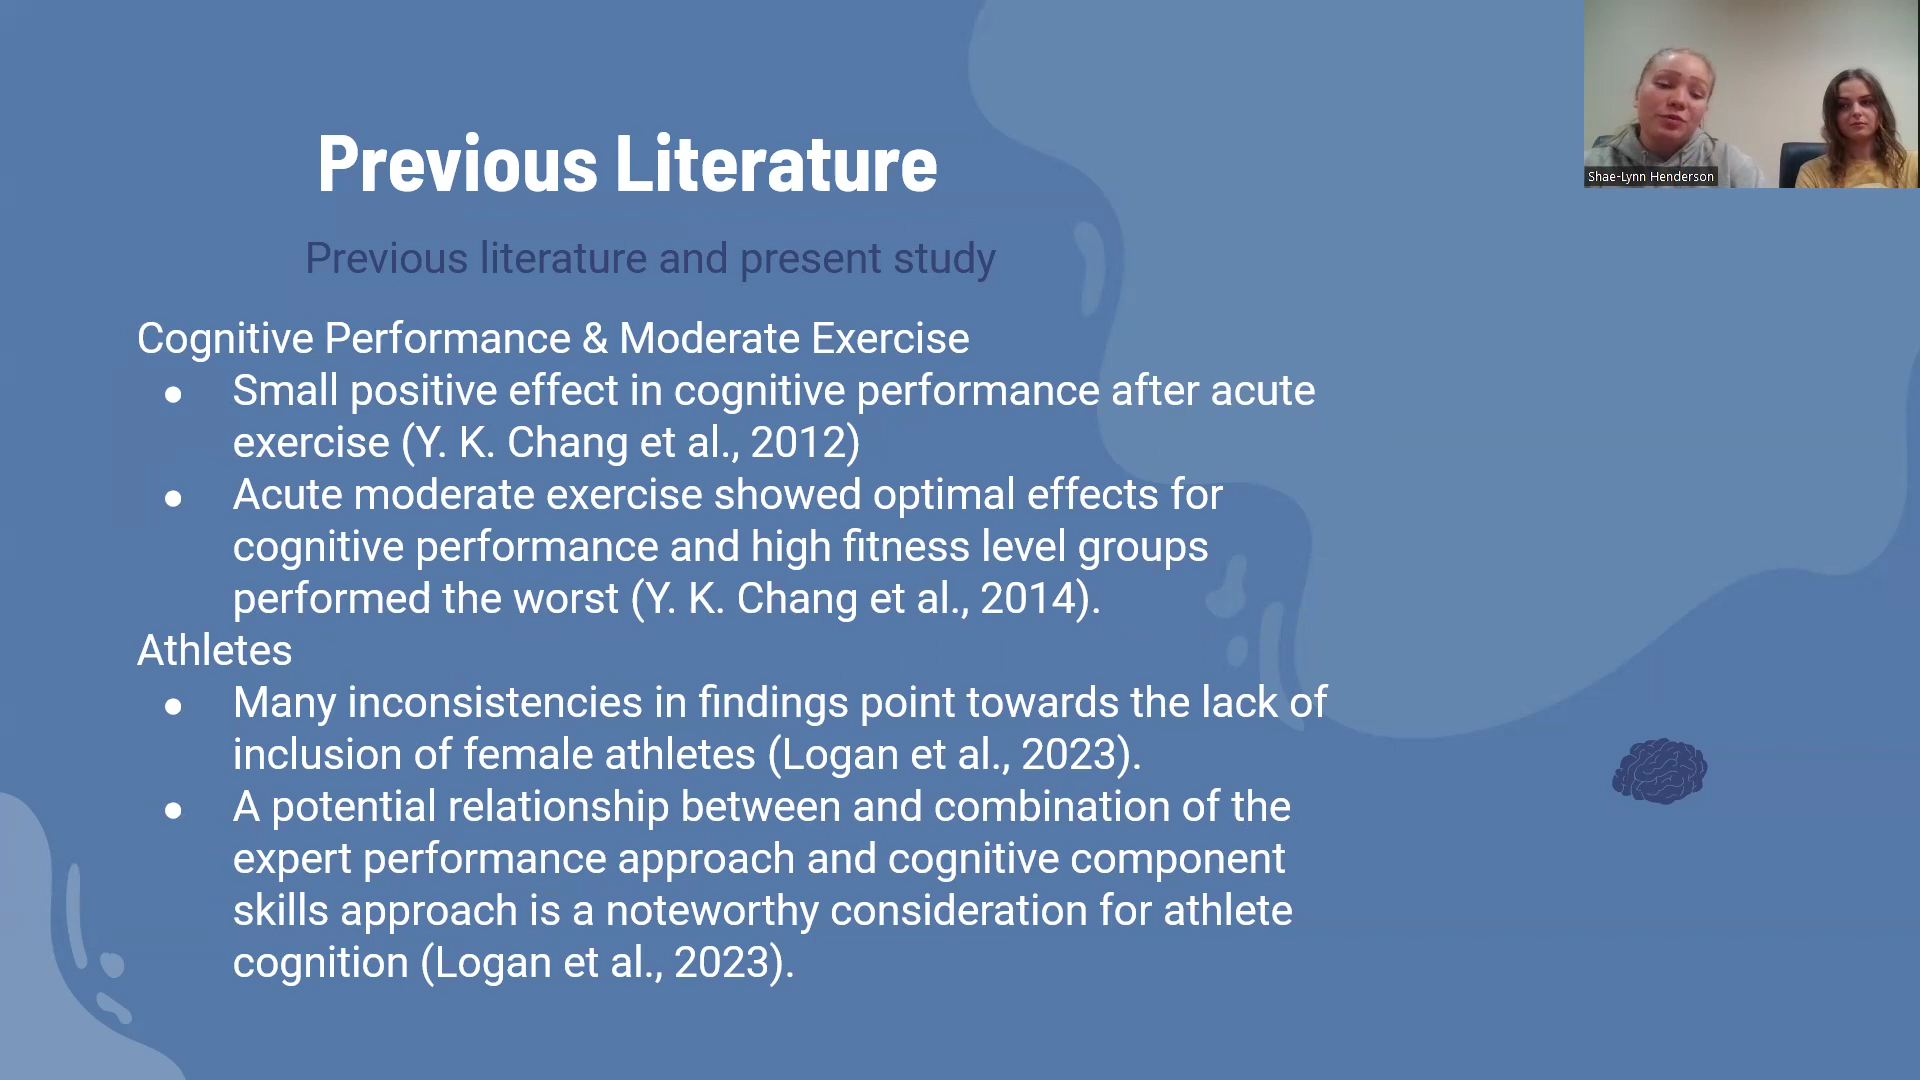 Previous Literature
Shae-Lynn Henderson
Previous literature and present study
Cognitive Performance & Moderate Exercise
● Small positive effect in cognitive performance after acute
exercise (Y. K. Chang et al., 2012)
● Acute moderate exercise showed optimal effects for
cognitive performance and high fitness level groups
performed the worst (Y. K. Chang et al., 2014).
Athletes
● Many inconsistencies in findings point towards the lack of
inclusion of female athletes (Logan et al., 2023).
● A potential relationship between and combination of the
expert performance approach and cognitive component
skills approach is a noteworthy consideration for athlete
cognition (Logan et al., 2023).